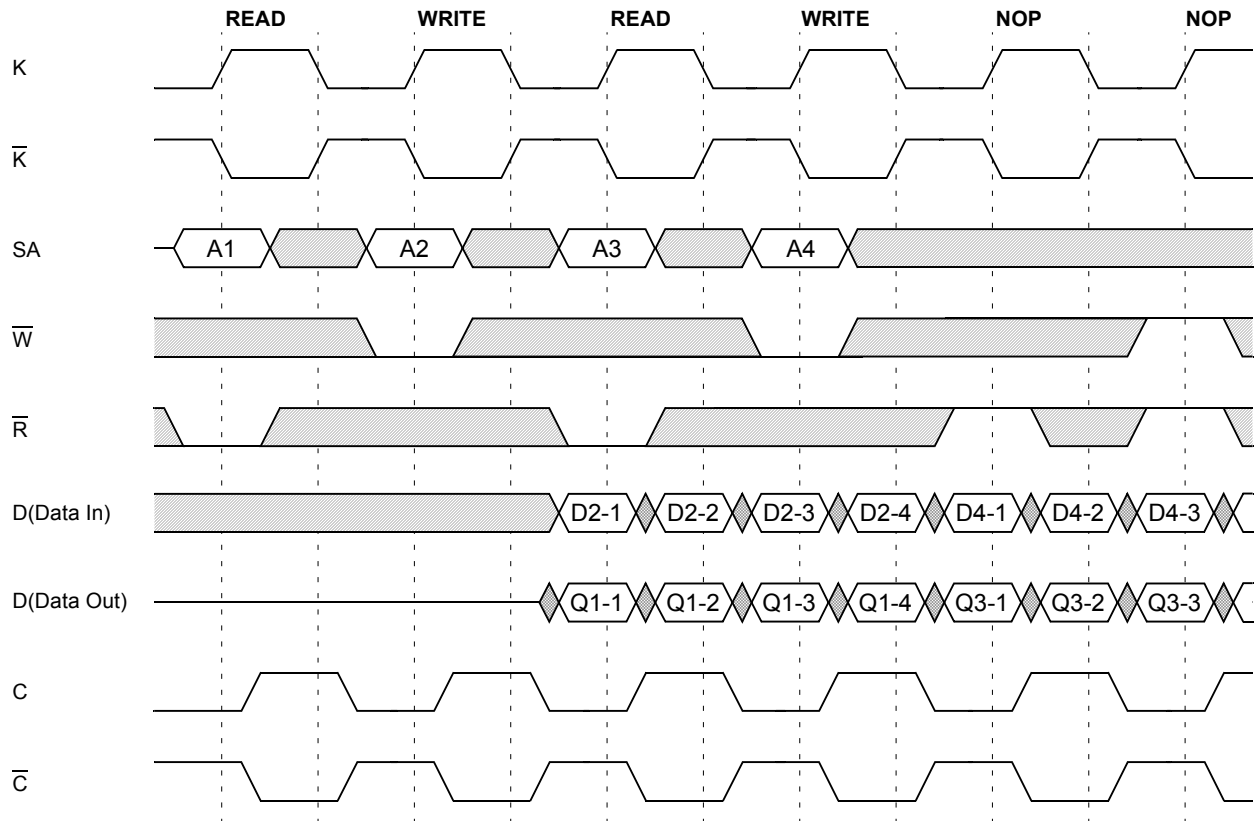 READ WRITE READ WRITE NOP NOP
K
K̅
SA A1 A2 A3 A4
W̅
R̅
D(Data In) D2-1 D2-2 D2-3 D2-4 D4-1 D4-2 D4-3
D(Data Out) Q1-1 Q1-2 Q1-3 Q1-4 Q3-1 Q3-2 Q3-3
C
C̅